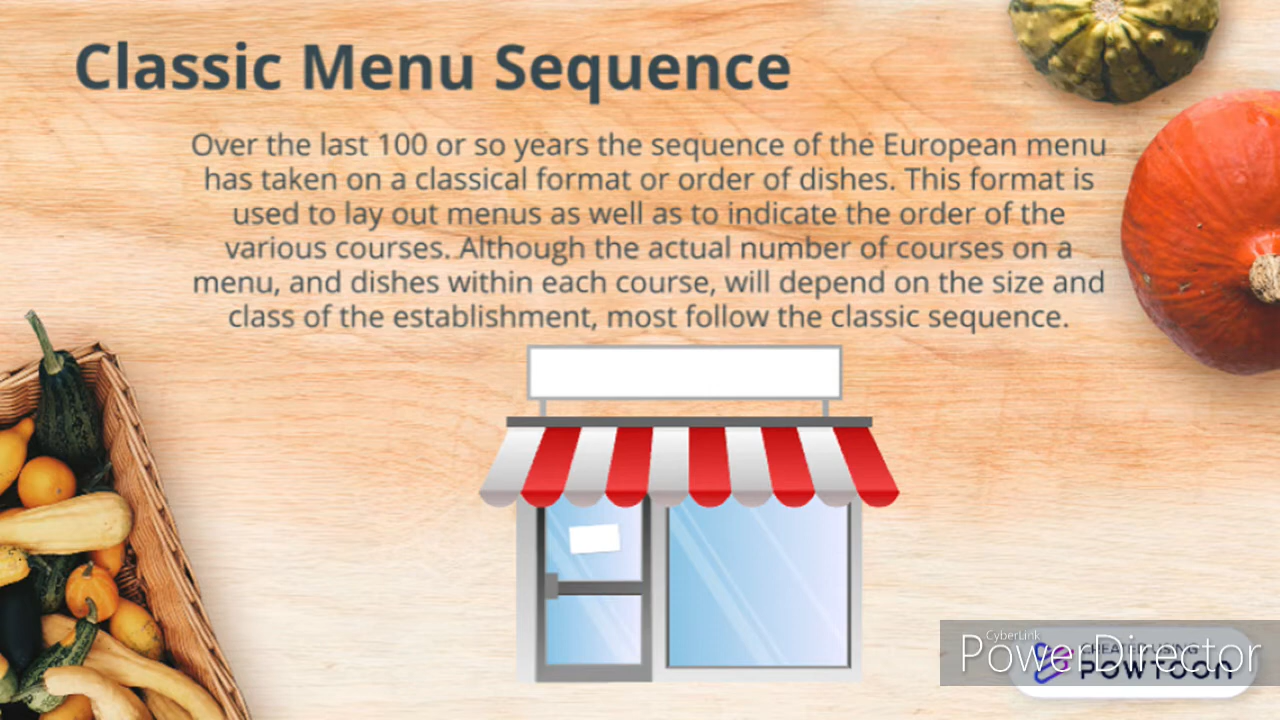 Classic Menu Sequence
Over the last 100 or so years the sequence of the European menu
has taken on a classical format or order of dishes. This format is
used to lay out menus as well as to indicate the order of the
various courses. Although the actual number of courses on a
menu, and dishes within each course, will depend on the size and
class of the establishment, most follow the classic sequence.
CyberLink
PowerDirector
CREATED USING
POWTOON